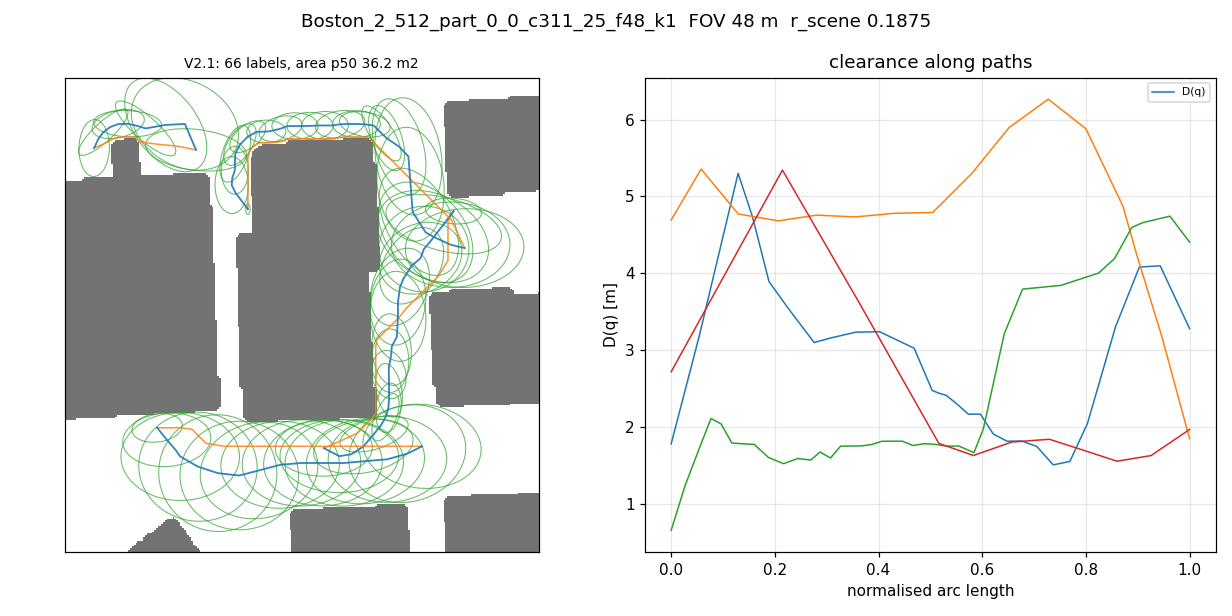 Boston_2_512_part_0_0_c311_25_f48_k1  FOV 48 m  r_scene 0.1875
V2.1: 66 labels, area p50 36.2 m2
clearance along paths
D(q)
D(q) [m]
6
5
4
3
2
1
0.0 0.2 0.4 0.6 0.8 1.0
normalised arc length